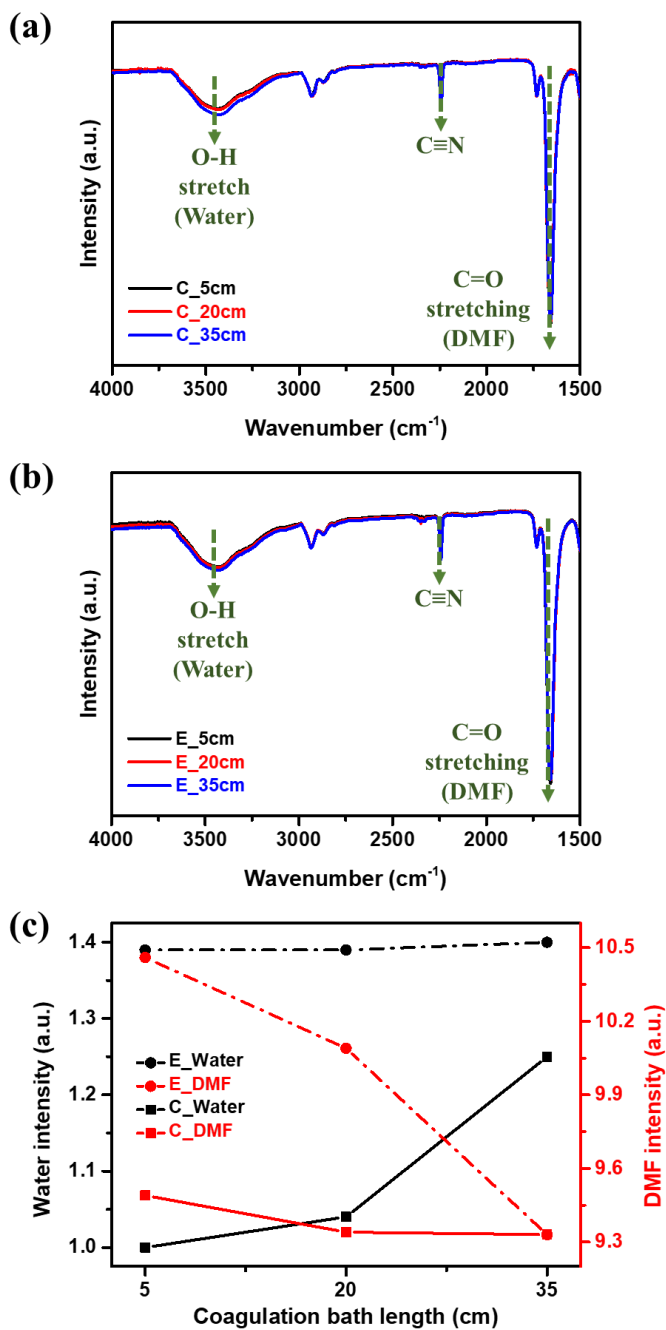 (a)
Intensity (a.u.)
O-H
stretch
(Water)
C≡N
C=O
stretching
(DMF)
C_5cm
C_20cm
C_35cm
4000 3500 3000 2500 2000 1500
Wavenumber (cm⁻¹)
(b)
Intensity (a.u.)
O-H
stretch
(Water)
C≡N
C=O
stretching
(DMF)
E_5cm
E_20cm
E_35cm
4000 3500 3000 2500 2000 1500
Wavenumber (cm⁻¹)
(c)
Water intensity (a.u.)
1.4
1.3
1.2
1.1
1.0
E_Water
E_DMF
C_Water
C_DMF
10.5
10.2
9.9
9.6
9.3
DMF intensity (a.u.)
5 20 35
Coagulation bath length (cm)